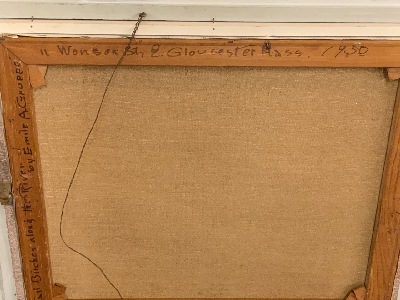 11 Wonson St, E. Gloucester Mass. 1930
Birches along the River
by Emile A. Gruppe